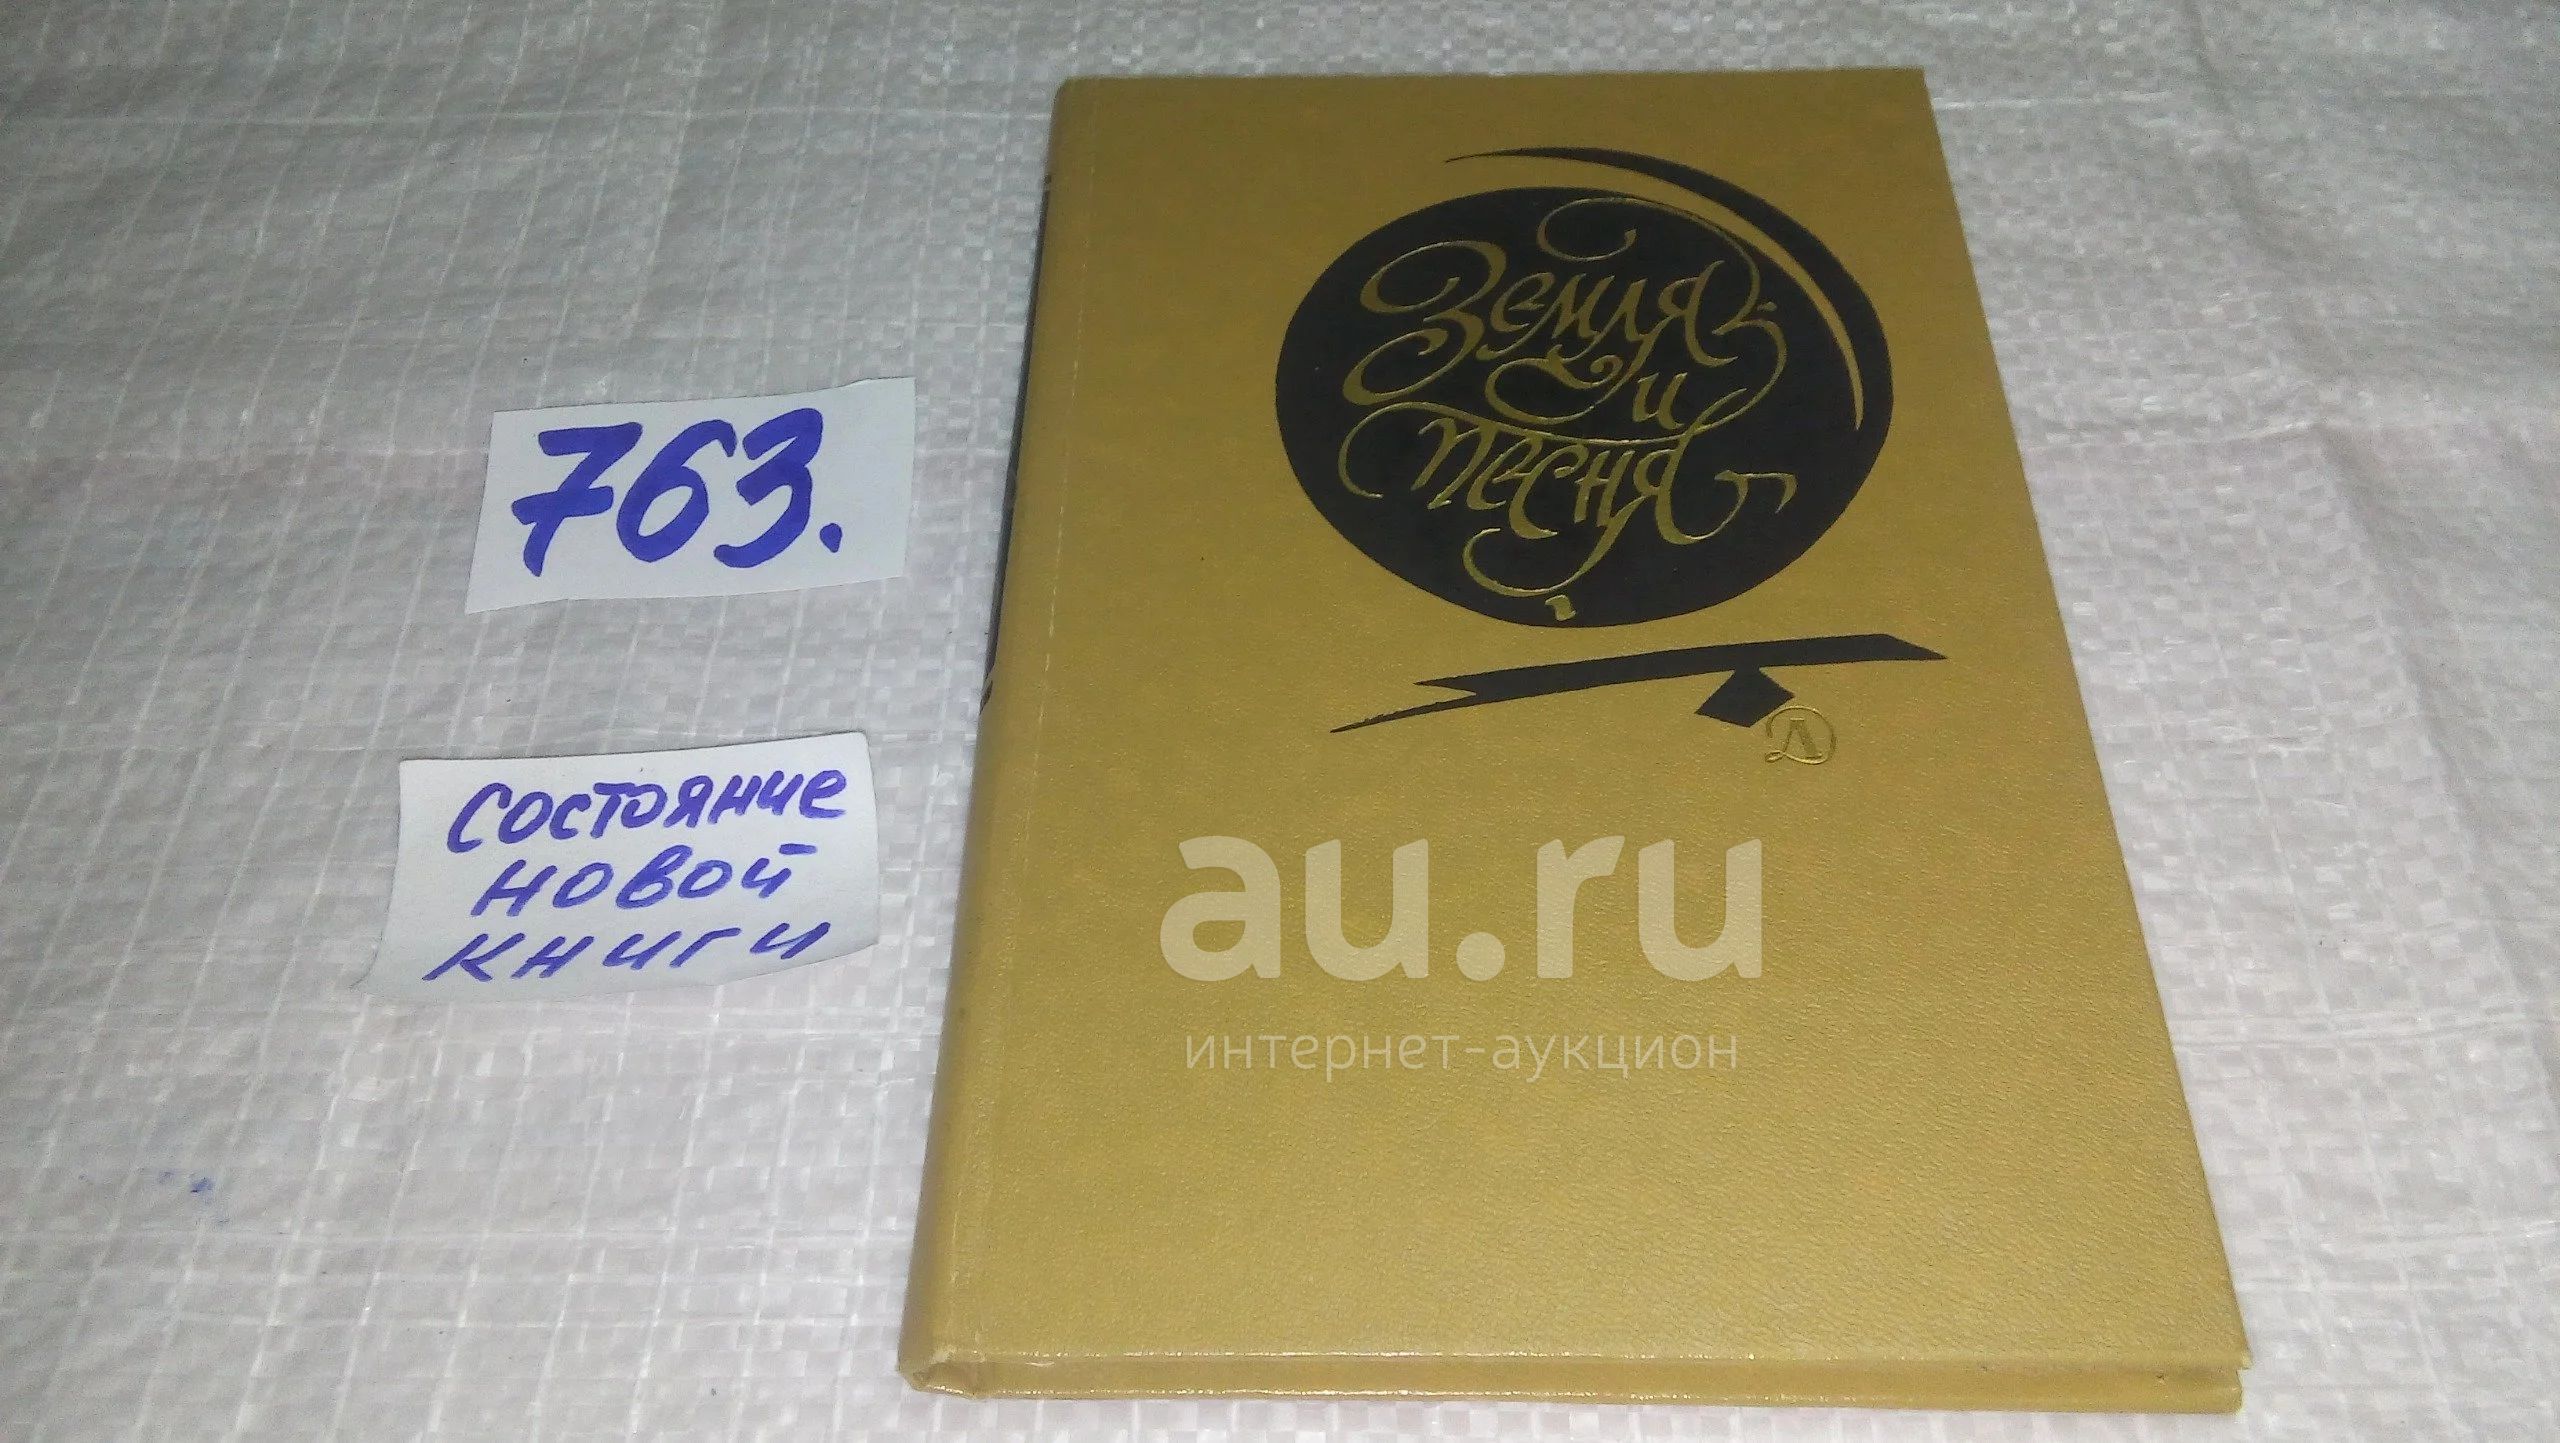 763.
состояние
новой
книги
Земля
и
песня
au.ru
интернет-аукцион